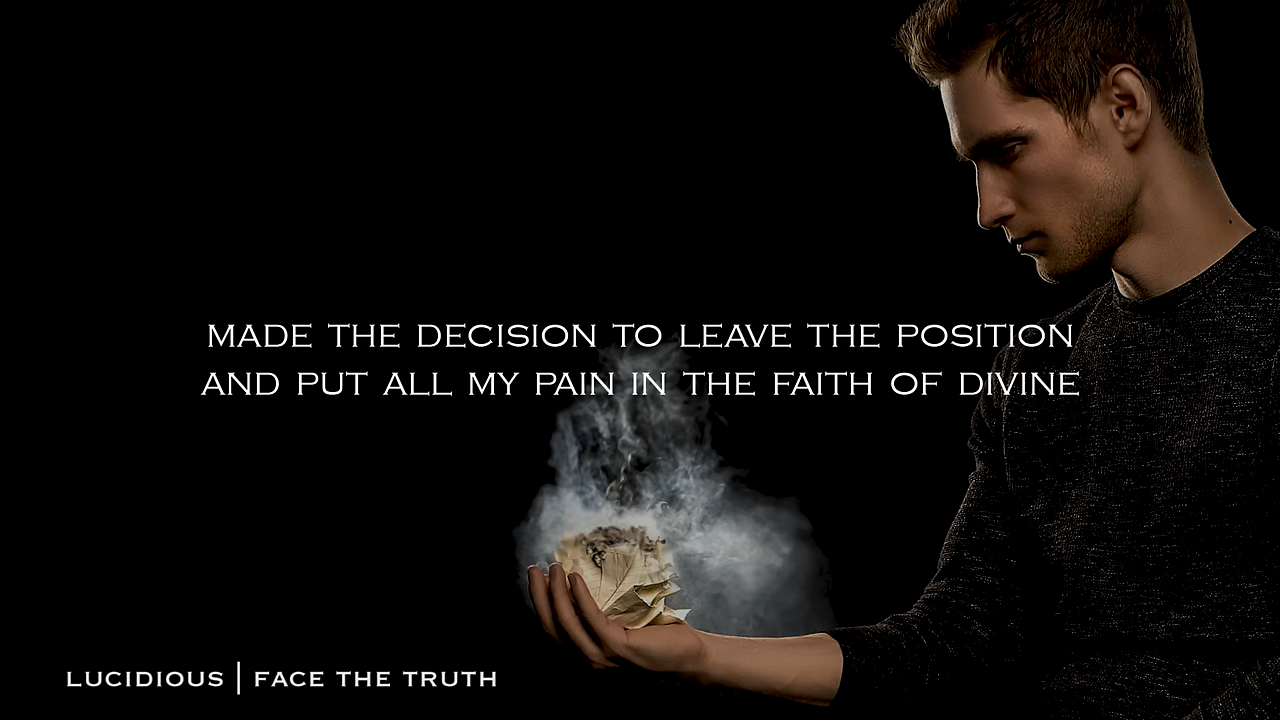 MADE THE DECISION TO LEAVE THE POSITION
AND PUT ALL MY PAIN IN THE FAITH OF DIVINE
LUCIDIOUS | FACE THE TRUTH